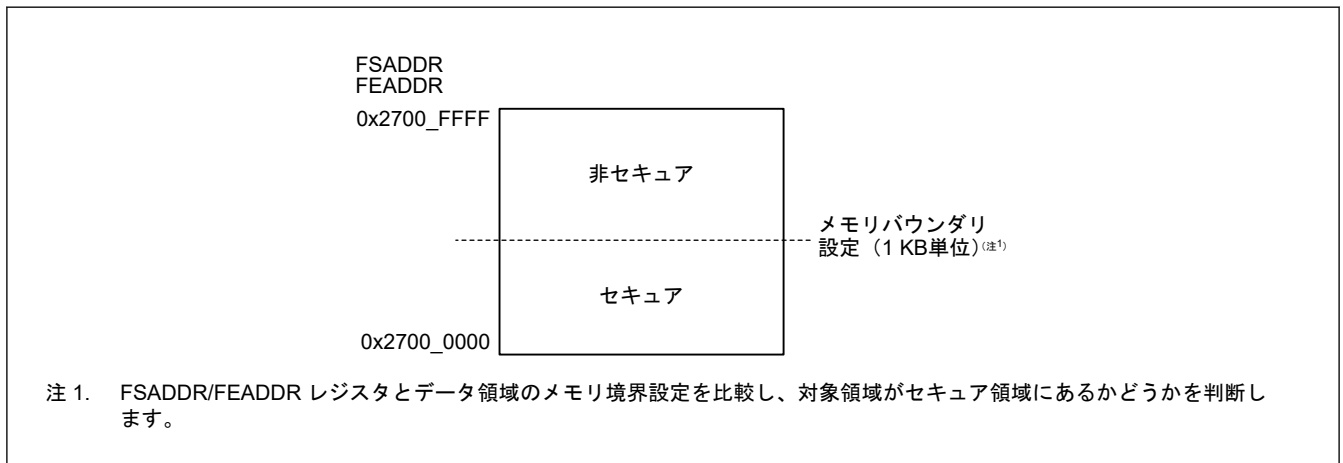 FSADDR
FEADDR
0x2700_FFFF
非セキュア
メモリバウンダリ
設定（1 KB単位）(注1)
セキュア
0x2700_0000
注 1. FSADDR/FEADDR レジスタとデータ領域のメモリ境界設定を比較し、対象領域がセキュア領域にあるかどうかを判断し
ます。